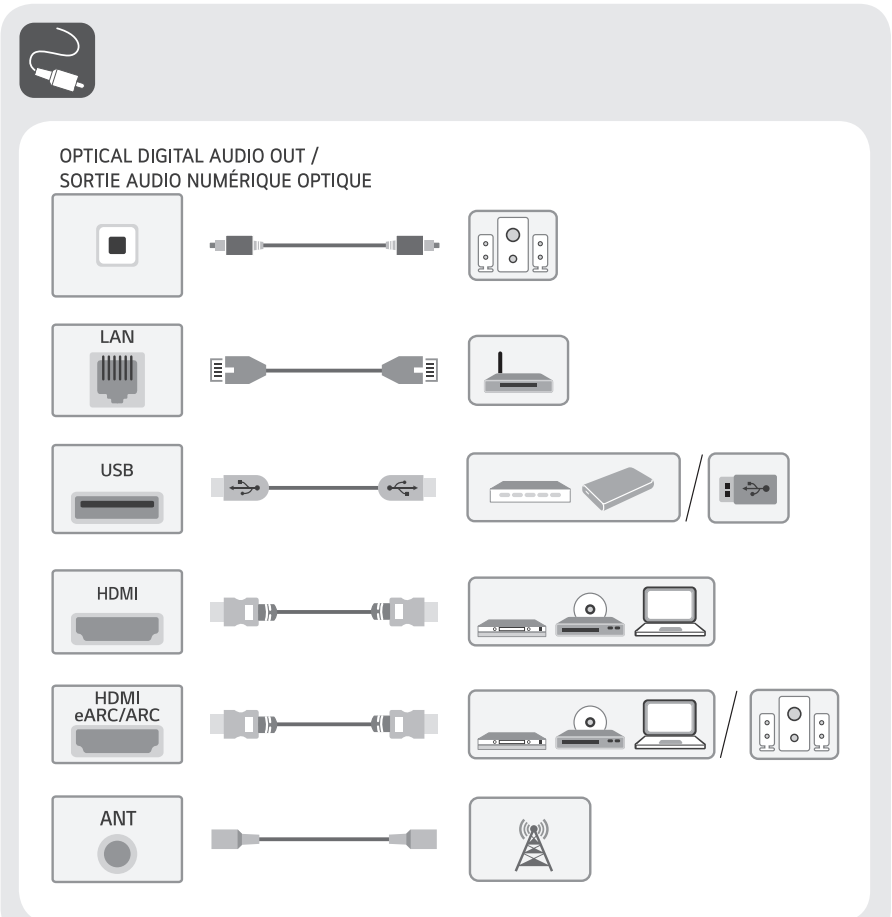 OPTICAL DIGITAL AUDIO OUT /
SORTIE AUDIO NUMÉRIQUE OPTIQUE
LAN
USB
HDMI
HDMI
eARC/ARC
ANT